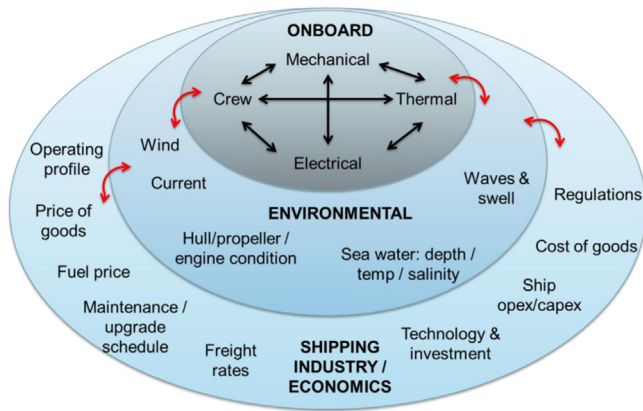 ONBOARD
Mechanical
Crew
Thermal
Electrical
Wind
Current
Waves &
swell
ENVIRONMENTAL
Hull/propeller /
engine condition
Sea water: depth /
temp / salinity
Operating
profile
Price of
goods
Fuel price
Maintenance /
upgrade
schedule
Freight
rates
SHIPPING
INDUSTRY /
ECONOMICS
Technology &
investment
Ship
opex/capex
Cost of goods
Regulations